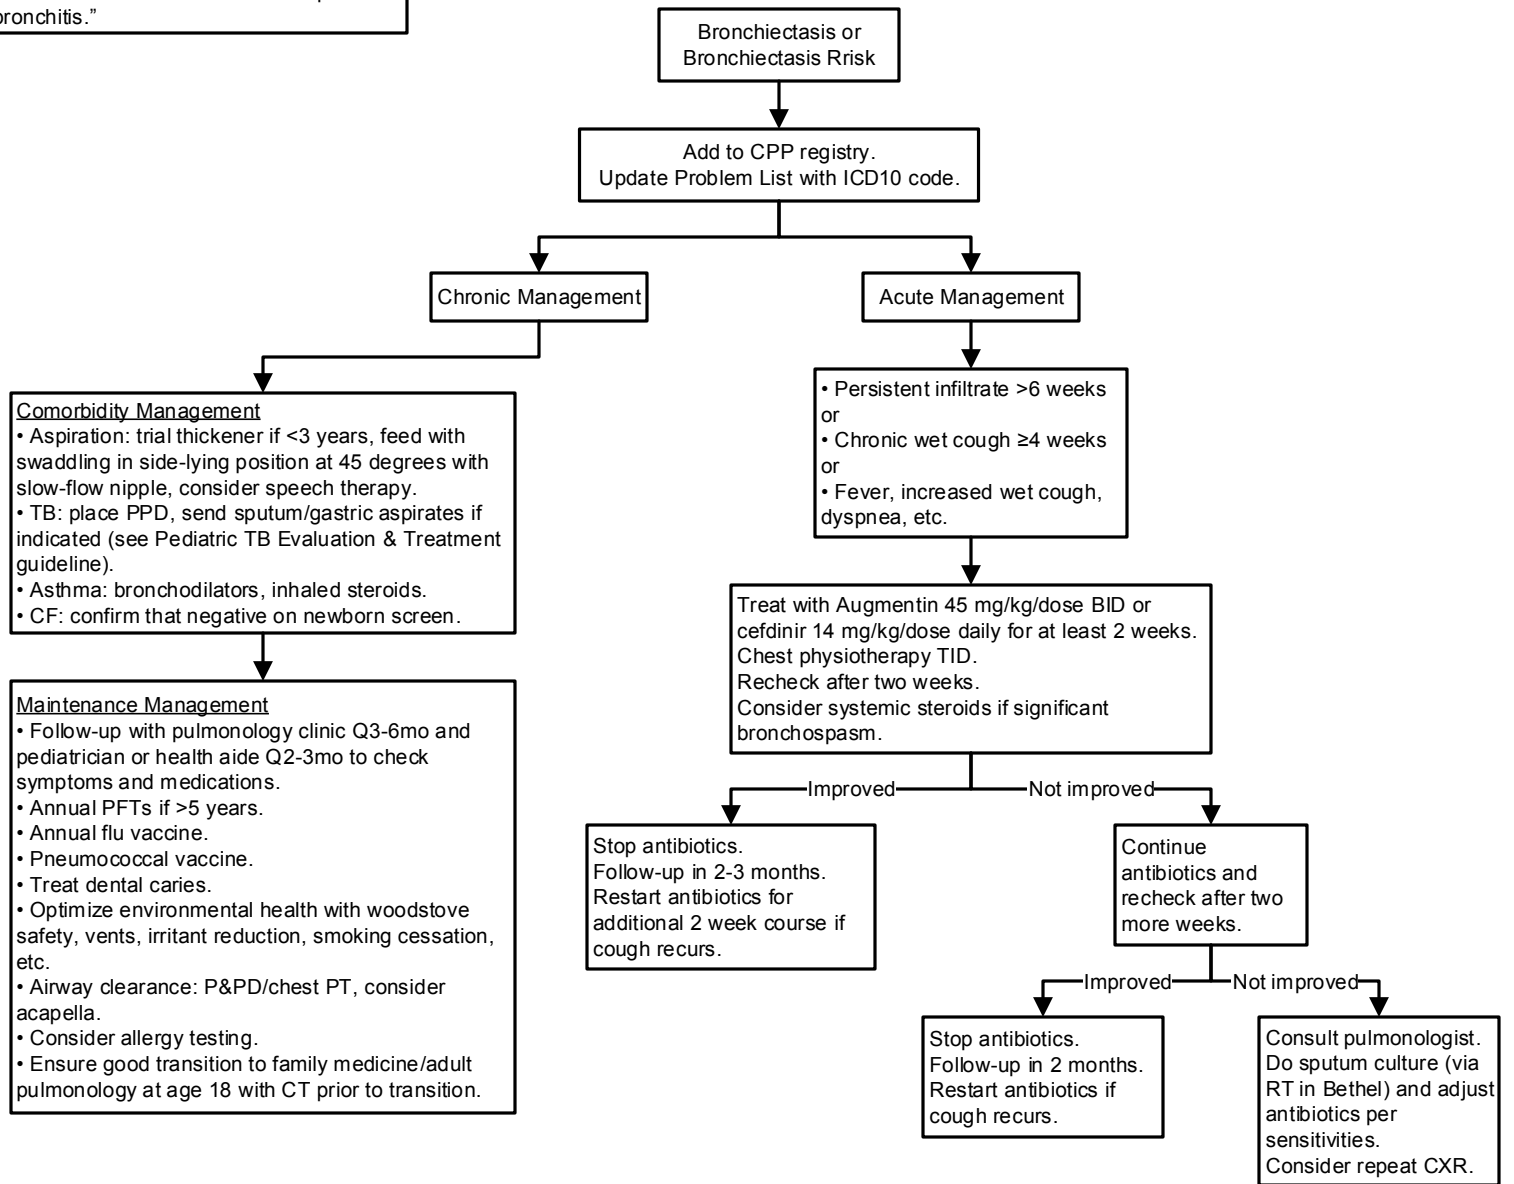 bronchitis.”
Bronchiectasis or
Bronchiectasis Rrisk
Add to CPP registry.
Update Problem List with ICD10 code.
Chronic Management
Acute Management
Comorbidity Management
• Aspiration: trial thickener if <3 years, feed with
swaddling in side-lying position at 45 degrees with
slow-flow nipple, consider speech therapy.
• TB: place PPD, send sputum/gastric aspirates if
indicated (see Pediatric TB Evaluation & Treatment
guideline).
• Asthma: bronchodilators, inhaled steroids.
• CF: confirm that negative on newborn screen.
Maintenance Management
• Follow-up with pulmonology clinic Q3-6mo and
pediatrician or health aide Q2-3mo to check
symptoms and medications.
• Annual PFTs if >5 years.
• Annual flu vaccine.
• Pneumococcal vaccine.
• Treat dental caries.
• Optimize environmental health with woodstove
safety, vents, irritant reduction, smoking cessation,
etc.
• Airway clearance: P&PD/chest PT, consider
acapella.
• Consider allergy testing.
• Ensure good transition to family medicine/adult
pulmonology at age 18 with CT prior to transition.
• Persistent infiltrate >6 weeks
or
• Chronic wet cough ≥4 weeks
or
• Fever, increased wet cough,
dyspnea, etc.
Treat with Augmentin 45 mg/kg/dose BID or
cefdinir 14 mg/kg/dose daily for at least 2 weeks.
Chest physiotherapy TID.
Recheck after two weeks.
Consider systemic steroids if significant
bronchospasm.
Improved
Not improved
Stop antibiotics.
Follow-up in 2-3 months.
Restart antibiotics for
additional 2 week course if
cough recurs.
Continue
antibiotics and
recheck after two
more weeks.
Improved
Not improved
Stop antibiotics.
Follow-up in 2 months.
Restart antibiotics if
cough recurs.
Consult pulmonologist.
Do sputum culture (via
RT in Bethel) and adjust
antibiotics per
sensitivities.
Consider repeat CXR.